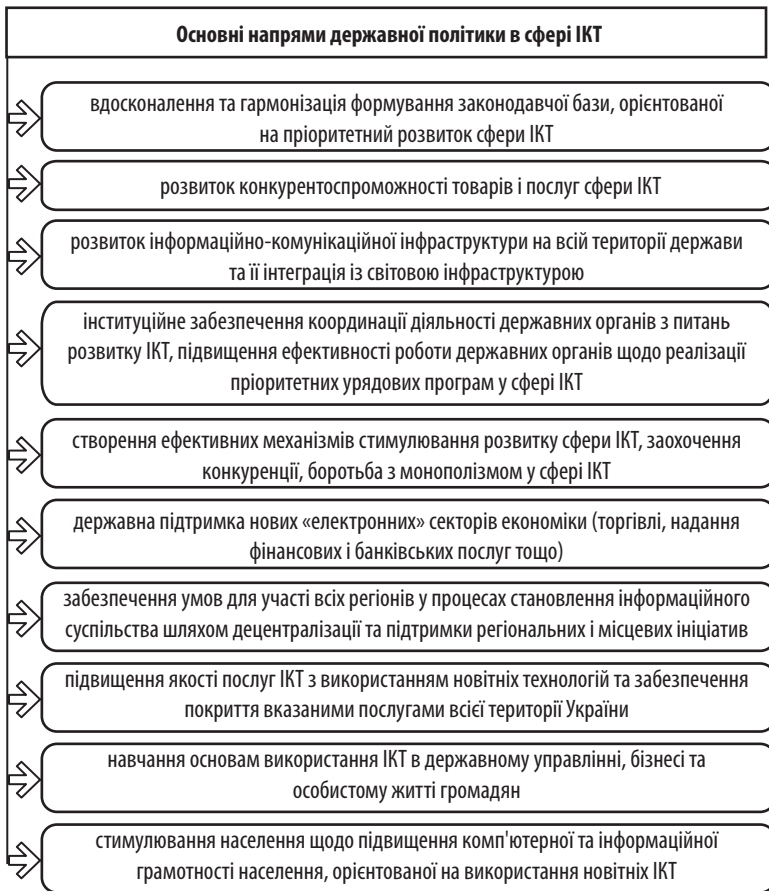 Основні напрями державної політики в сфері ІКТ
вдосконалення та гармонізація формування законодавчої бази, орієнтованої
на пріоритетний розвиток сфери ІКТ
розвиток конкурентоспроможності товарів і послуг сфери ІКТ
розвиток інформаційно-комунікаційної інфраструктури на всій території держави
та її інтеграція із світовою інфраструктурою
інституційне забезпечення координації діяльності державних органів з питань
розвитку ІКТ, підвищення ефективності роботи державних органів щодо реалізації
пріоритетних урядових програм у сфері ІКТ
створення ефективних механізмів стимулювання розвитку сфери ІКТ, заохочення
конкуренції, боротьба з монополізмом у сфері ІКТ
державна підтримка нових «електронних» секторів економіки (торгівлі, надання
фінансових і банківських послуг тощо)
забезпечення умов для участі всіх регіонів у процесах становлення інформаційного
суспільства шляхом децентралізації та підтримки регіональних і місцевих ініціатив
підвищення якості послуг ІКТ з використанням новітніх технологій та забезпечення
покриття вказаними послугами всієї території України
навчання основам використання ІКТ в державному управлінні, бізнесі та
особистому житті громадян
стимулювання населення щодо підвищення комп'ютерної та інформаційної
грамотності населення, орієнтованої на використання новітніх ІКТ